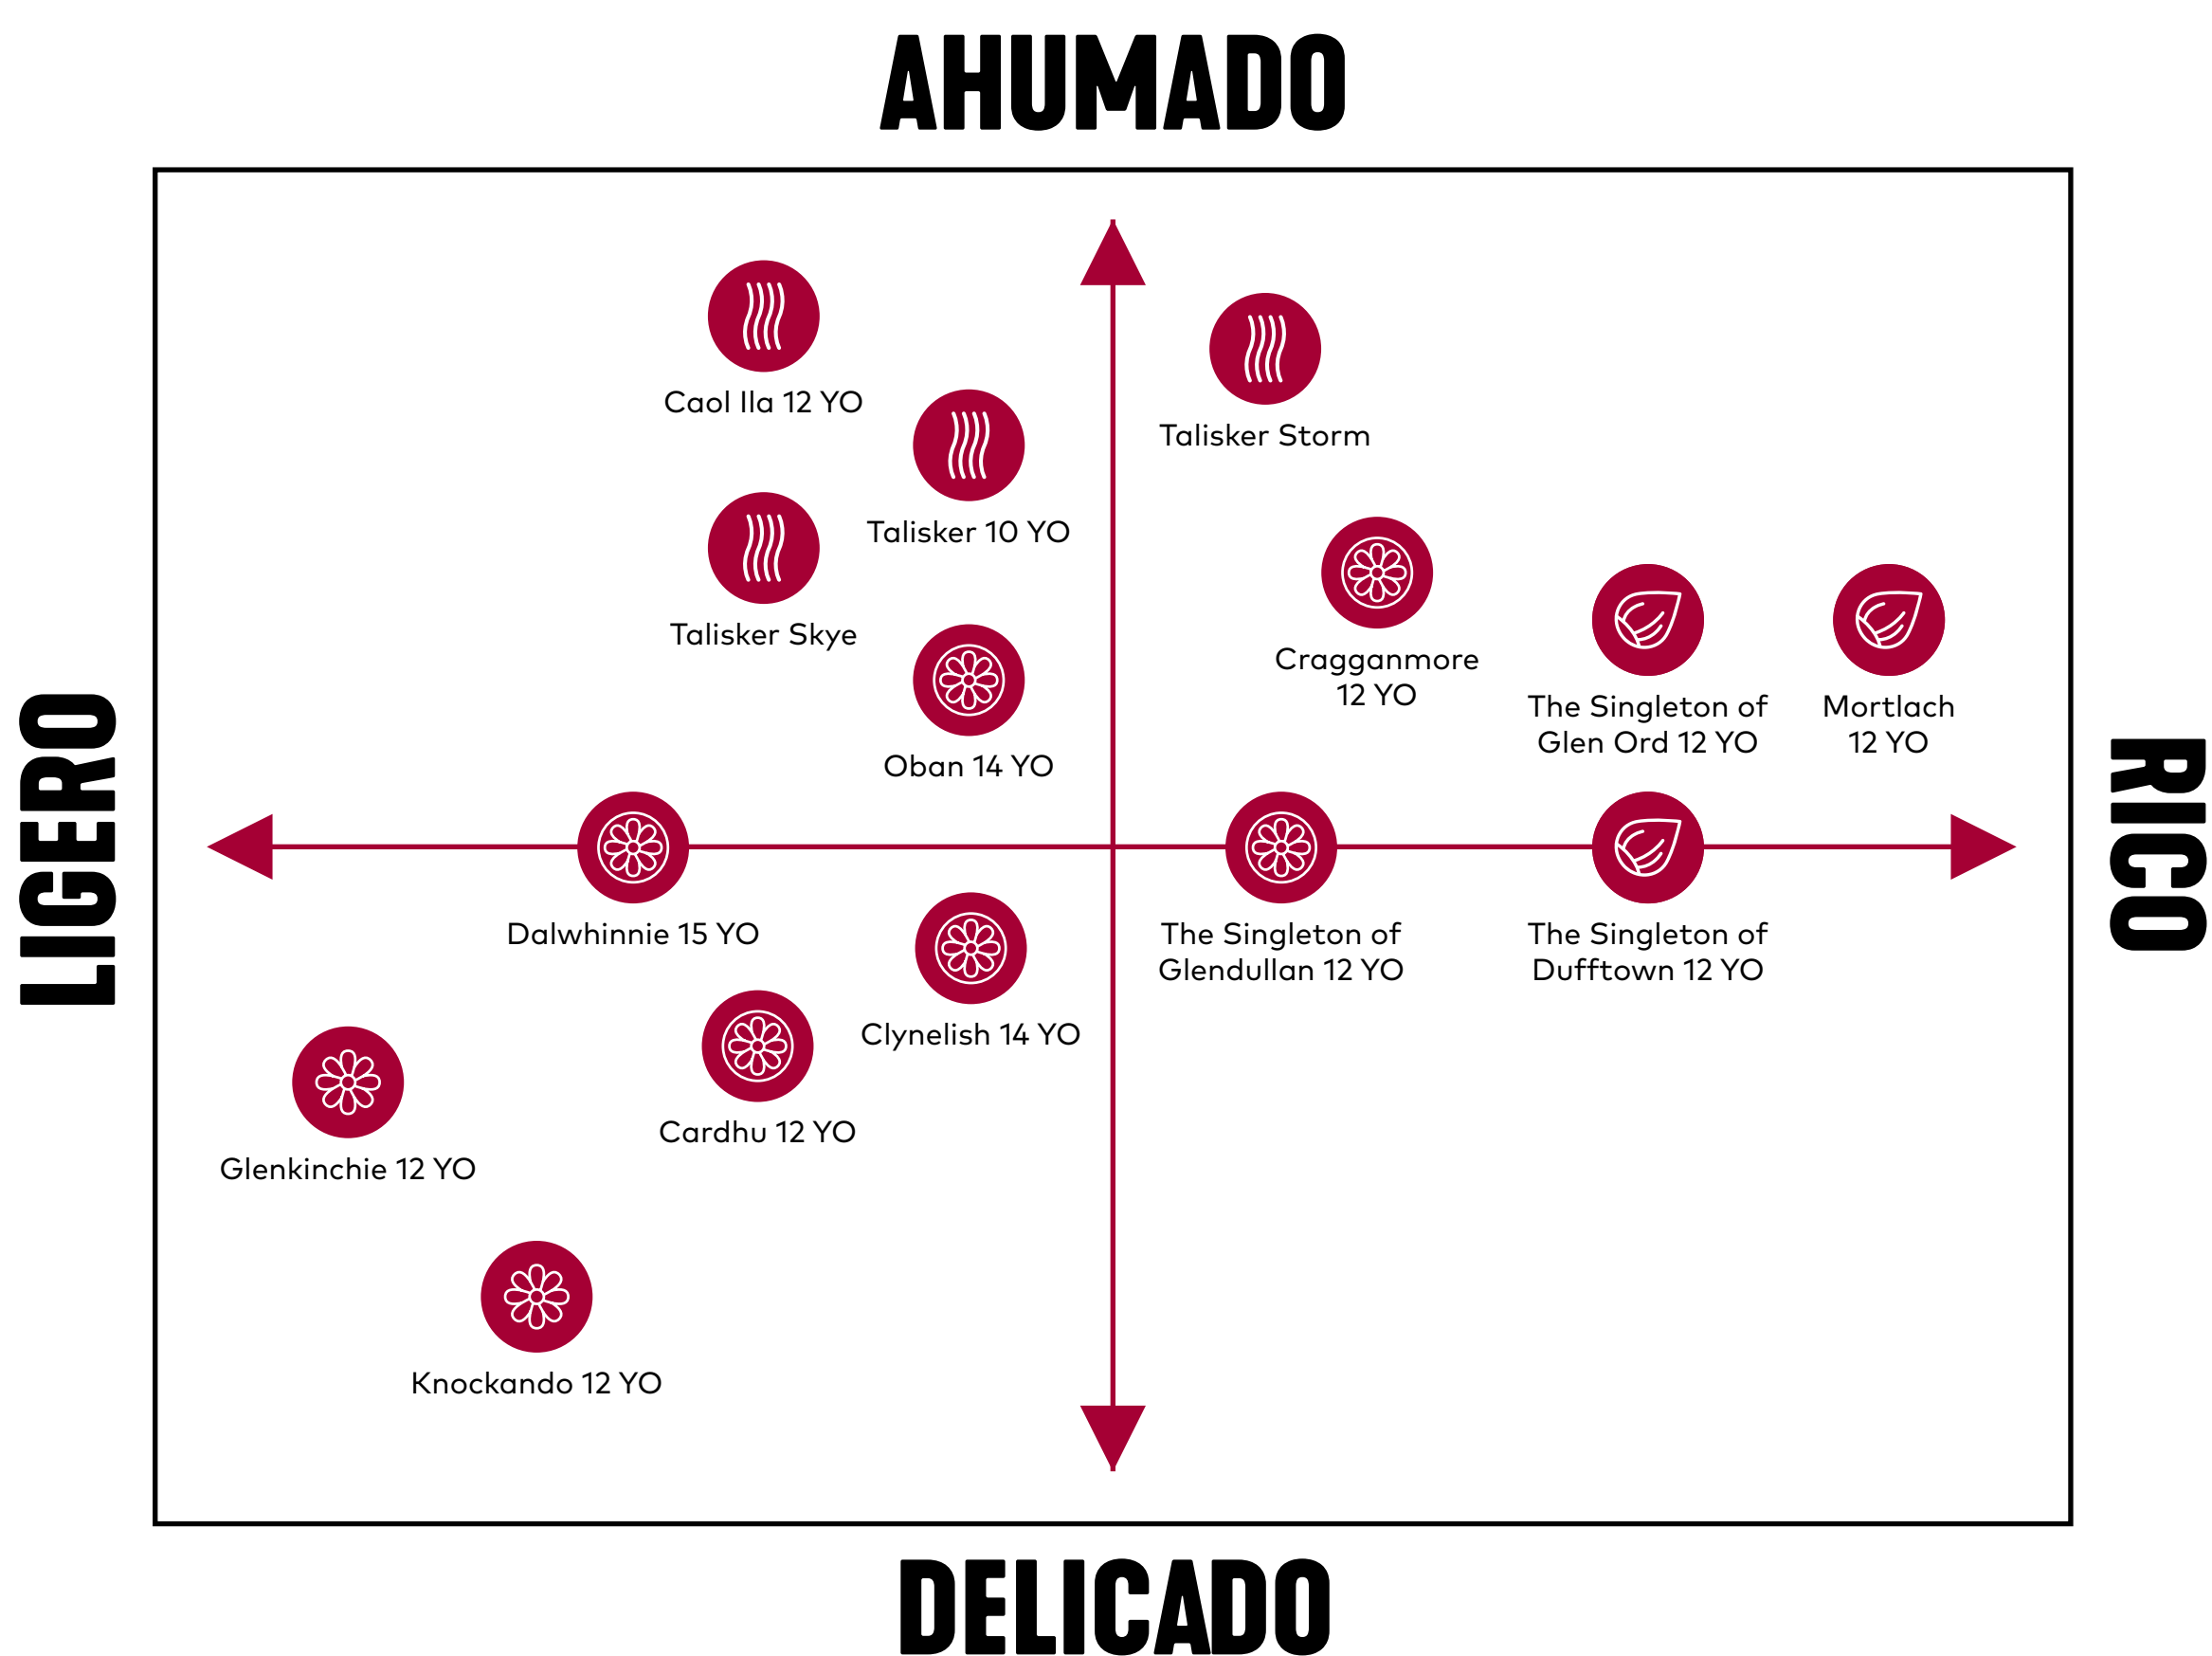 AHUMADO
Caol Ila 12 YO
Talisker Storm
Talisker 10 YO
Talisker Skye
Cragganmore
12 YO
The Singleton of
Glen Ord 12 YO
Mortlach
12 YO
Oban 14 YO
LIGERO
RICO
Dalwhinnie 15 YO
The Singleton of
Glendullan 12 YO
The Singleton of
Dufftown 12 YO
Clynelish 14 YO
Cardhu 12 YO
Glenkinchie 12 YO
Knockando 12 YO
DELICADO